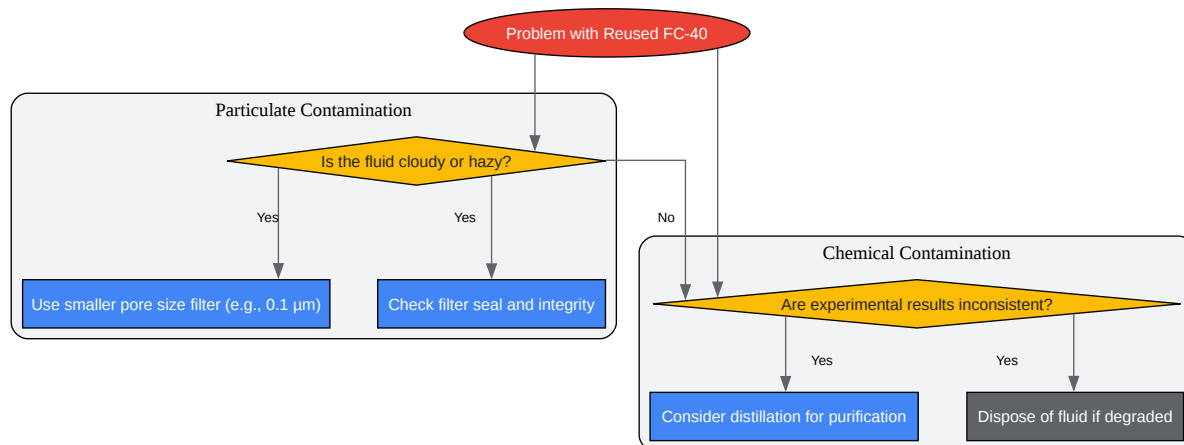 Problem with Reused FC-40
Particulate Contamination
Is the fluid cloudy or hazy?
Yes
Yes
No
Use smaller pore size filter (e.g., 0.1 µm)
Check filter seal and integrity
Chemical Contamination
Are experimental results inconsistent?
Yes
Yes
Consider distillation for purification
Dispose of fluid if degraded